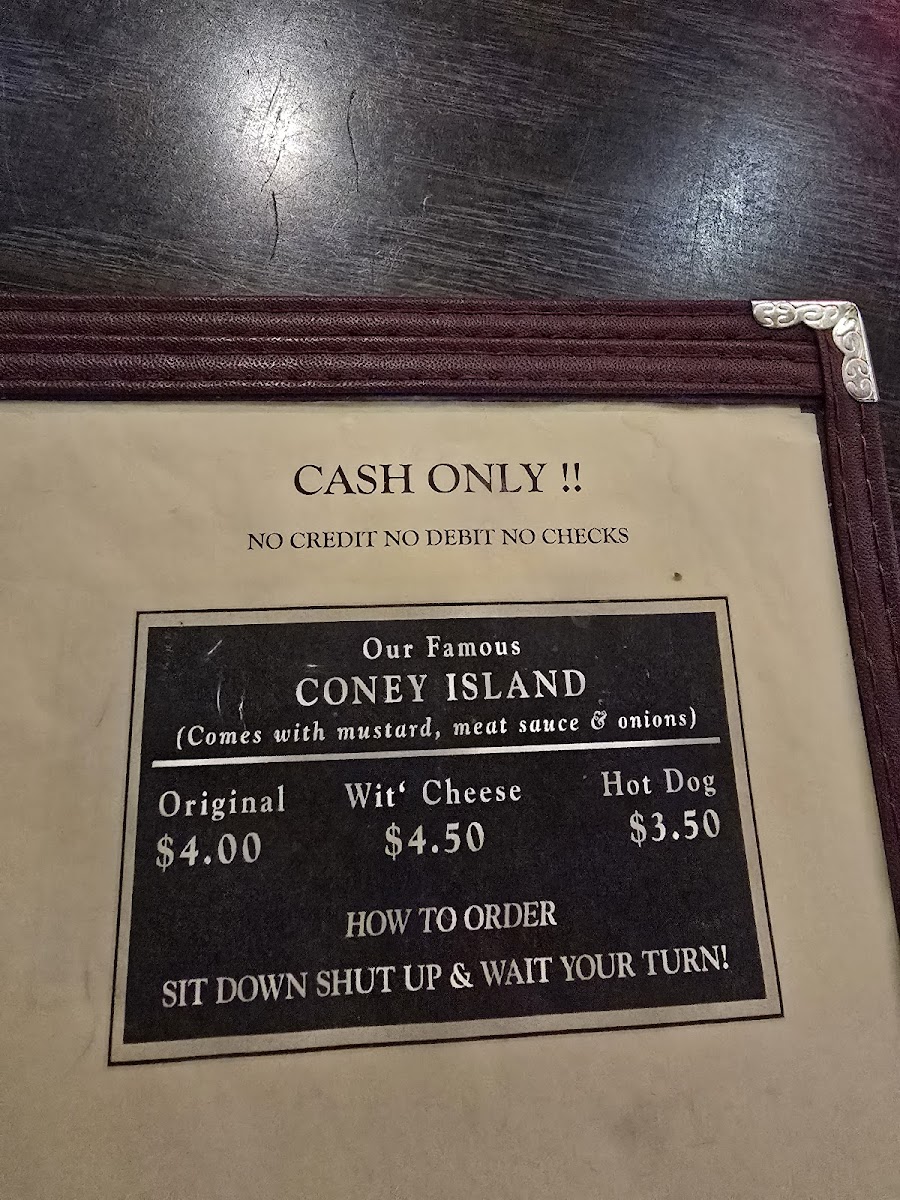 CASH ONLY !!
NO CREDIT NO DEBIT NO CHECKS
Our Famous
CONEY ISLAND
(Comes with mustard, meat sauce & onions)
Original Wit‘ Cheese Hot Dog
$4.00 $4.50 $3.50
HOW TO ORDER
SIT DOWN SHUT UP & WAIT YOUR TURN!